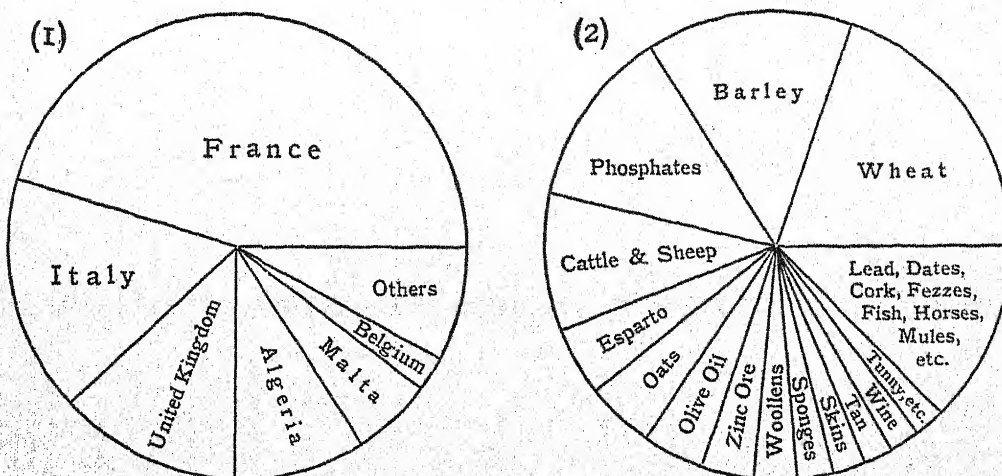 (1)
France
Italy
United Kingdom
Algeria
Malta
Belgium
Others
(2)
Barley
Wheat
Phosphates
Cattle & Sheep
Esparto
Oats
Olive Oil
Zinc Ore
Woollens
Sponges
Skins
Tan
Wine
Tunny, etc.
Lead, Dates,
Cork, Fezzes,
Fish, Horses,
Mules,
etc.